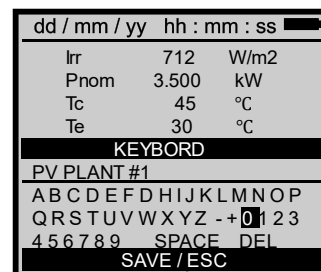 dd / mm / yy hh : mm : ss
Irr 712 W/m2
Pnom 3.500 kW
Tc 45 °C
Te 30 °C
KEYBORD
PV PLANT #1
A B C D E F D H I J K L M N O P
Q R S T U V W X Y Z - + 0 1 2 3
4 5 6 7 8 9 SPACE DEL
SAVE / ESC